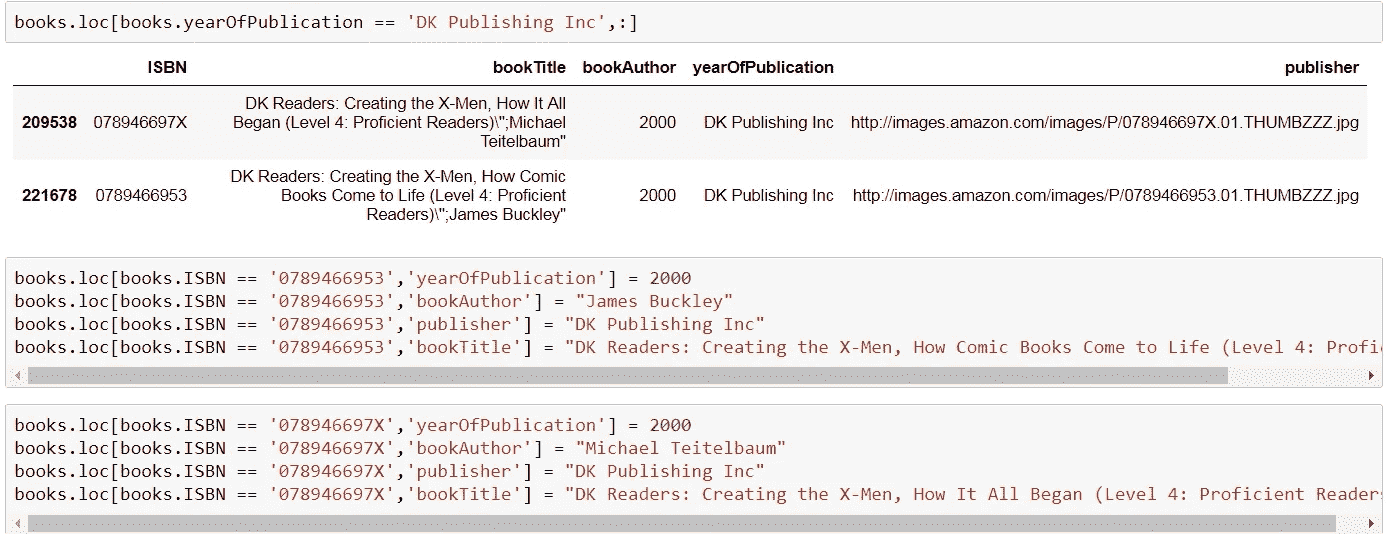 books.loc[books.yearOfPublication == 'DK Publishing Inc',:]
ISBN bookTitle bookAuthor yearOfPublication publisher
DK Readers: Creating the X-Men, How It All
209538 078946697X Began (Level 4: Proficient Readers)\";Michael 2000 DK Publishing Inc http://images.amazon.com/images/P/078946697X.01.THUMBZZZ.jpg
Teitelbaum"
DK Readers: Creating the X-Men, How Comic
221678 0789466953 Books Come to Life (Level 4: Proficient 2000 DK Publishing Inc http://images.amazon.com/images/P/0789466953.01.THUMBZZZ.jpg
Readers)\";James Buckley"
books.loc[books.ISBN == '0789466953','yearOfPublication'] = 2000
books.loc[books.ISBN == '0789466953','bookAuthor'] = "James Buckley"
books.loc[books.ISBN == '0789466953','publisher'] = "DK Publishing Inc"
books.loc[books.ISBN == '0789466953','bookTitle'] = "DK Readers: Creating the X-Men, How Comic Books Come to Life (Level 4: Profi
books.loc[books.ISBN == '078946697X','yearOfPublication'] = 2000
books.loc[books.ISBN == '078946697X','bookAuthor'] = "Michael Teitelbaum"
books.loc[books.ISBN == '078946697X','publisher'] = "DK Publishing Inc"
books.loc[books.ISBN == '078946697X','bookTitle'] = "DK Readers: Creating the X-Men, How It All Began (Level 4: Proficient Readers